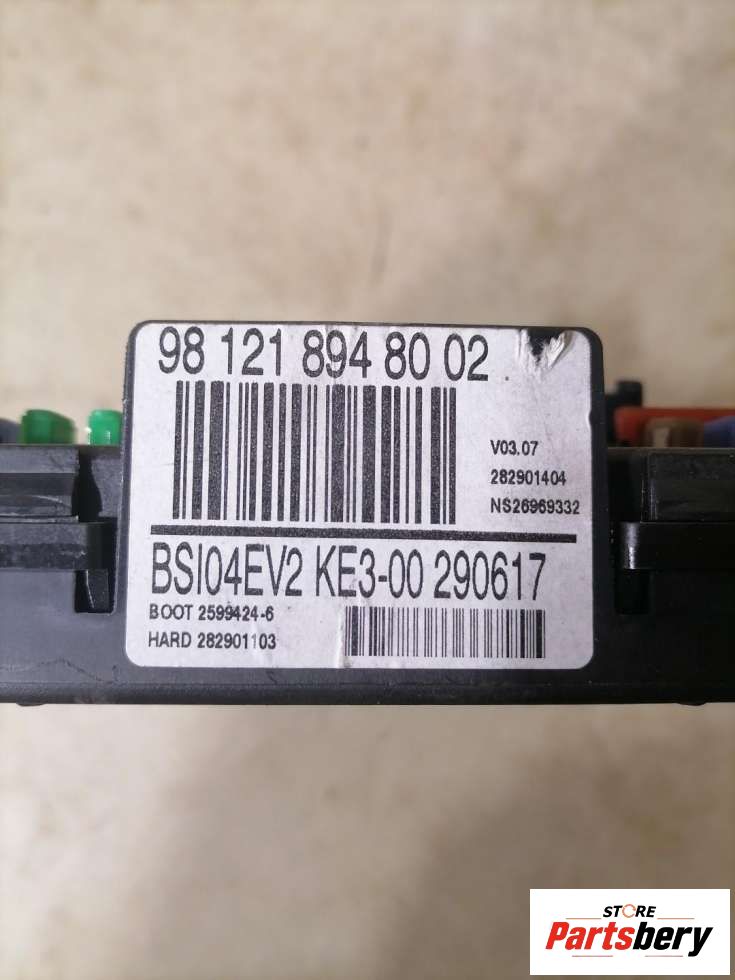 98 121 894 80 02
V03.07
282901404
NS26969332
BSI04EV2 KE3-00 290617
BOOT 2599424-6
HARD 282901103
STORE
Partsbery